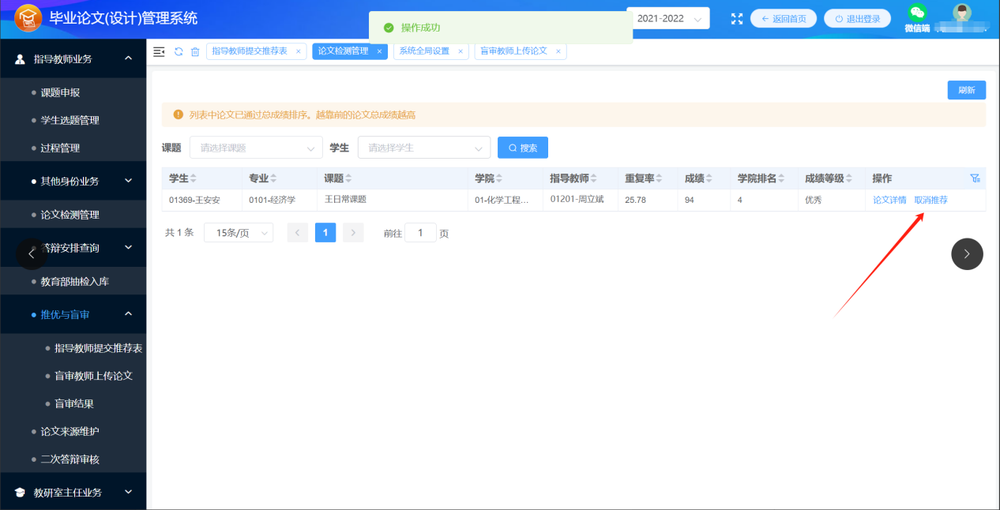 毕业论文(设计)管理系统
操作成功
2021-2022
返回首页
退出登录
微信端
指导教师业务
课题申报
学生选题管理
过程管理
其他身份业务
论文检测管理
答辩安排查询
教育部抽检入库
推优与盲审
指导教师提交推荐表
盲审教师上传论文
盲审结果
论文来源维护
二次答辩审核
教研室主任业务
指导教师提交推荐表 ×
论文检测管理 ×
系统全局设置 ×
盲审教师上传论文 ×
刷新
列表中论文已通过总成绩排序。越靠前的论文总成绩越高
课题 请选择课题 学生 请选择学生 搜索
学生 专业 课题 学院 指导教师 重复率 成绩 学院排名 成绩等级 操作
01369-王安安 0101-经济学 王日常课题 01-化学工程... 01201-周立斌 25.78 94 4 优秀 论文详情 取消推荐
共 1 条 15条/页 1 前往 1 页